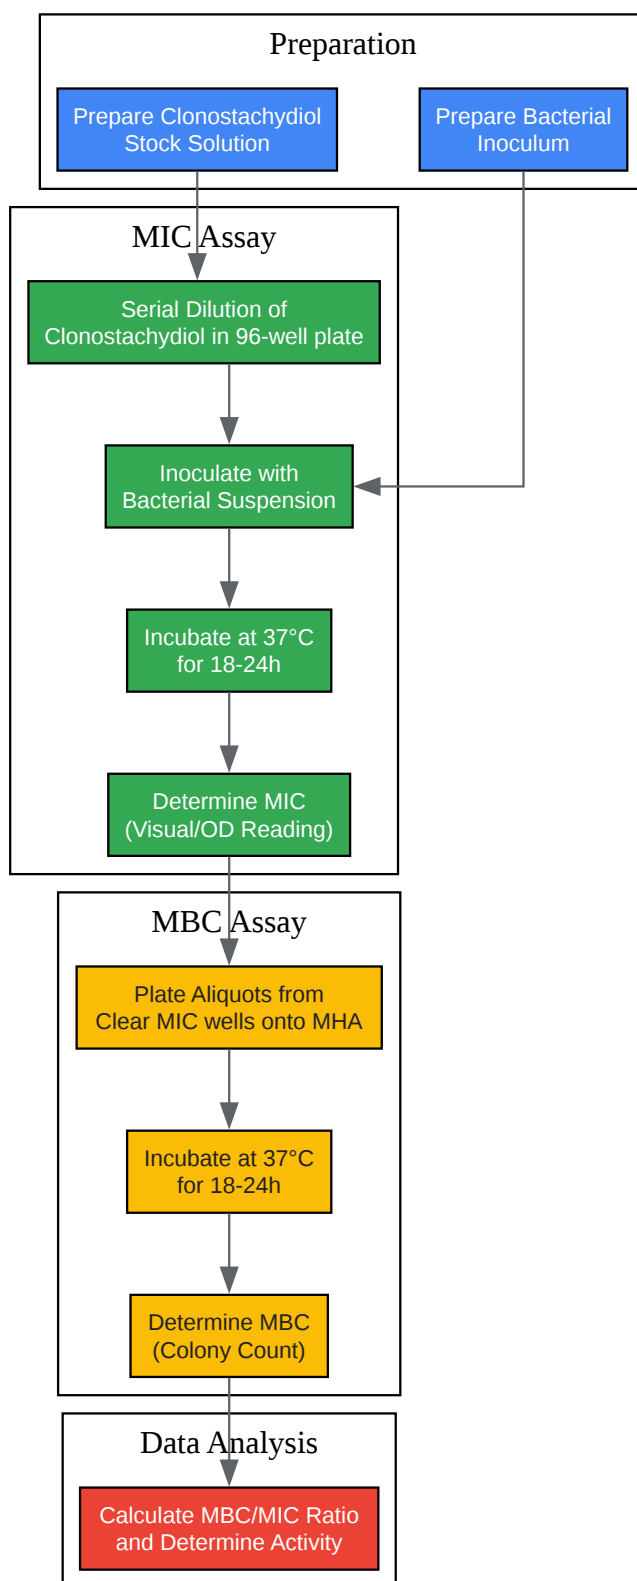 Preparation
Prepare Clonostachydiol
Stock Solution
Prepare Bacterial
Inoculum
MIC Assay
Serial Dilution of
Clonostachydiol in 96-well plate
Inoculate with
Bacterial Suspension
Incubate at 37°C
for 18-24h
Determine MIC
(Visual/OD Reading)
MBC Assay
Plate Aliquots from
Clear MIC wells onto MHA
Incubate at 37°C
for 18-24h
Determine MBC
(Colony Count)
Data Analysis
Calculate MBC/MIC Ratio
and Determine Activity